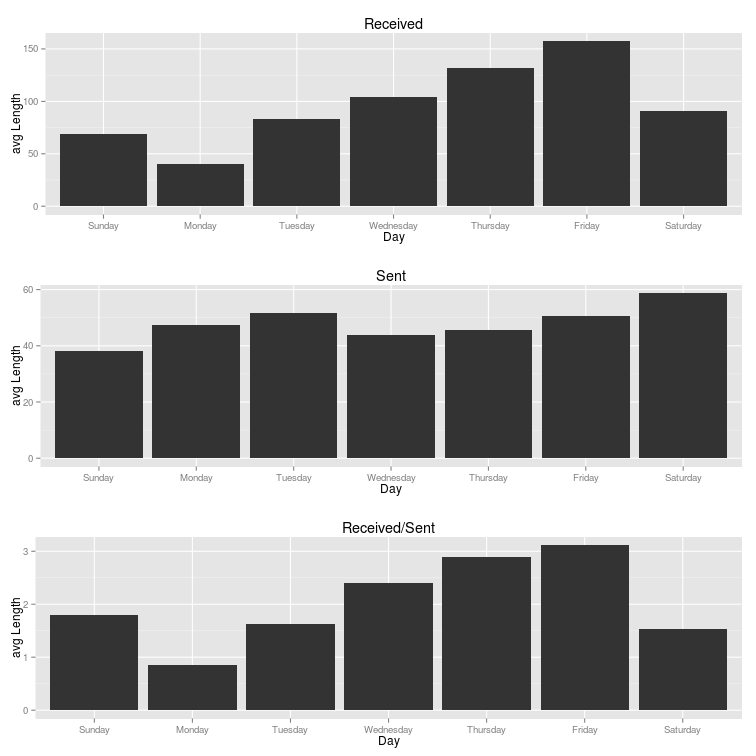 Received
avg Length
150
100
50
0
Sunday Monday Tuesday Wednesday Thursday Friday Saturday
Day
Sent
avg Length
60
40
20
0
Sunday Monday Tuesday Wednesday Thursday Friday Saturday
Day
Received/Sent
avg Length
3
2
1
0
Sunday Monday Tuesday Wednesday Thursday Friday Saturday
Day